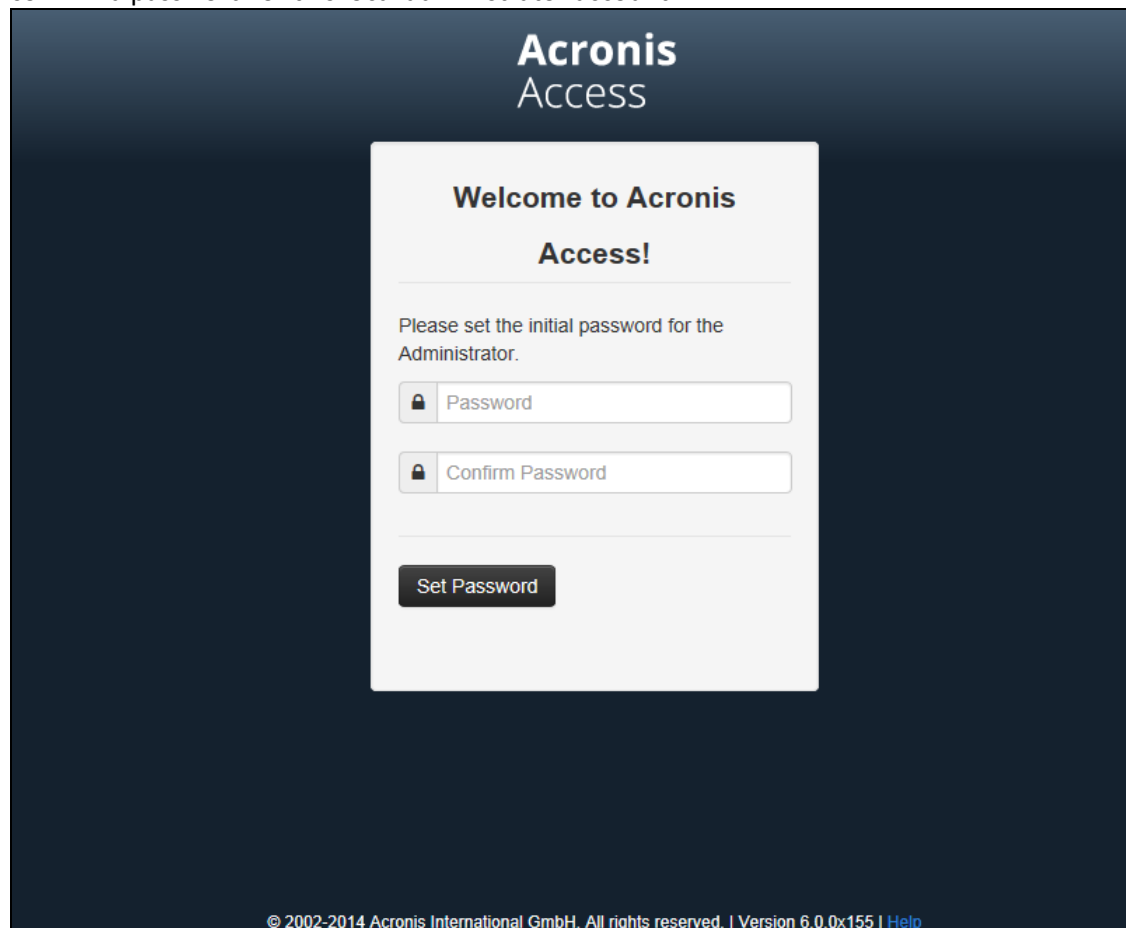 Acronis
Access
Welcome to Acronis
Access!
Please set the initial password for the
Administrator.
Password
Confirm Password
Set Password
© 2002-2014 Acronis International GmbH. All rights reserved. | Version 6.0.0x155 | Help